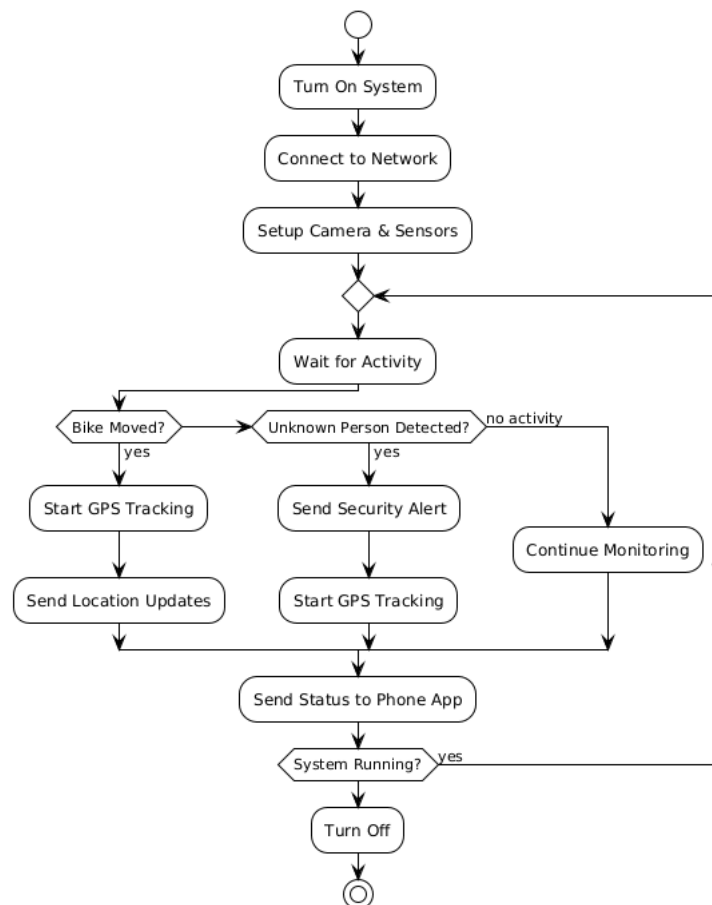 Turn On System
Connect to Network
Setup Camera & Sensors
Wait for Activity
Bike Moved?
Unknown Person Detected?
no activity
yes
yes
Start GPS Tracking
Send Security Alert
Continue Monitoring
Send Location Updates
Start GPS Tracking
Send Status to Phone App
System Running?
yes
Turn Off